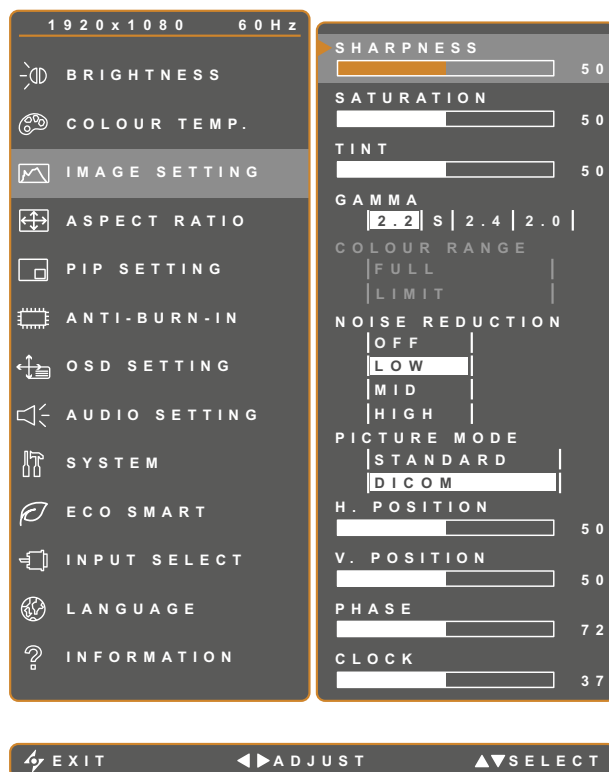 1920x1080 60Hz
BRIGHTNESS
COLOUR TEMP.
IMAGE SETTING
ASPECT RATIO
PIP SETTING
ANTI-BURN-IN
OSD SETTING
AUDIO SETTING
SYSTEM
ECO SMART
INPUT SELECT
LANGUAGE
INFORMATION
SHARPNESS
50
SATURATION
50
TINT
50
GAMMA
2.2 S 2.4 2.0
COLOUR RANGE
FULL
LIMIT
NOISE REDUCTION
OFF
LOW
MID
HIGH
PICTURE MODE
STANDARD
DICOM
H. POSITION
50
V. POSITION
50
PHASE
72
CLOCK
37
EXIT ADJUST SELECT